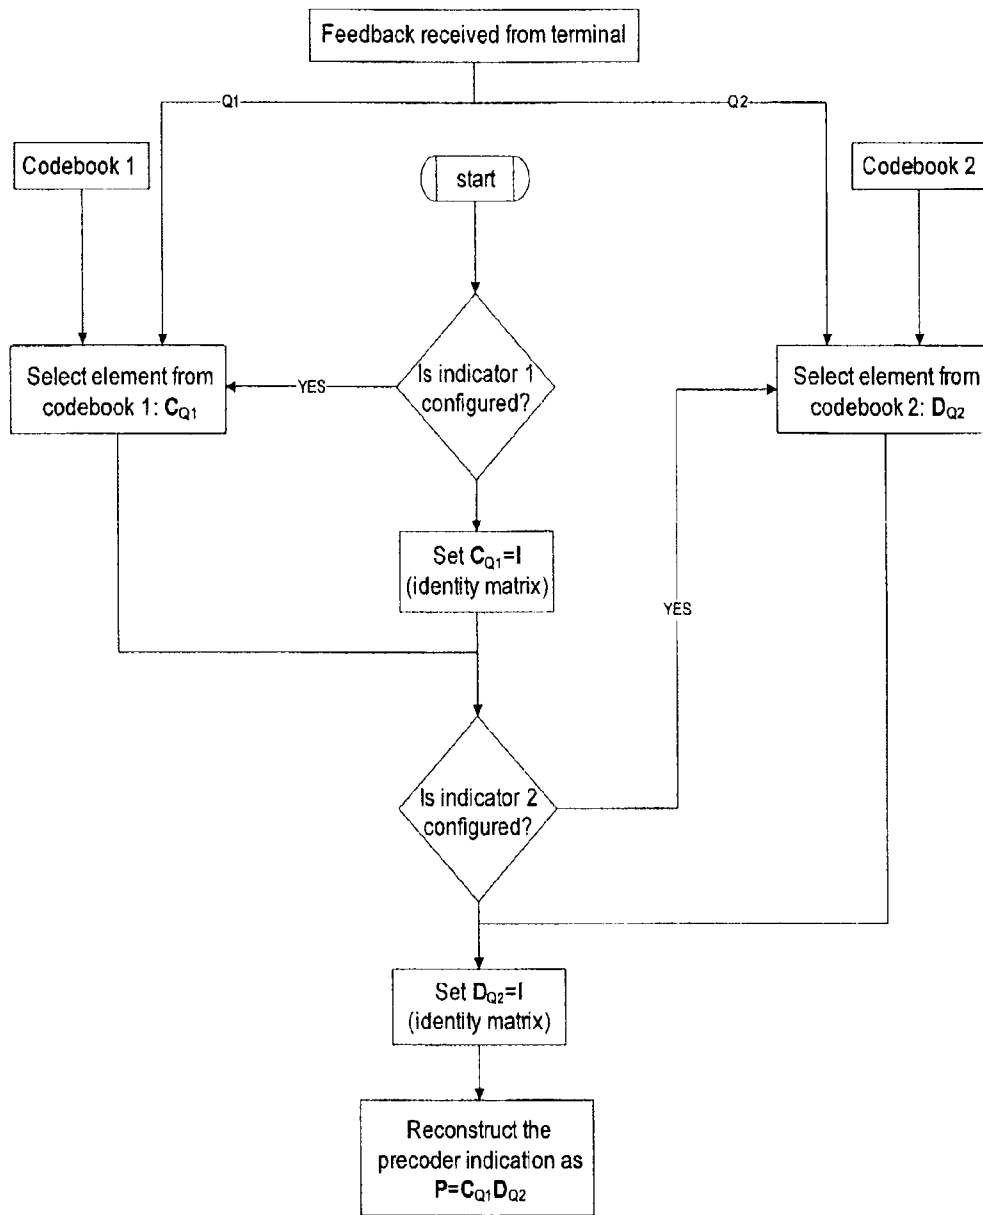 Feedback received from terminal
Q1
Q2
Codebook 1
start
Codebook 2
Select element from
codebook 1: CQ1
YES
Is indicator 1
configured?
Select element from
codebook 2: DQ2
Set CQ1=I
(identity matrix)
YES
Is indicator 2
configured?
Set DQ2=I
(identity matrix)
Reconstruct the
precoder indication as
P=CQ1DQ2